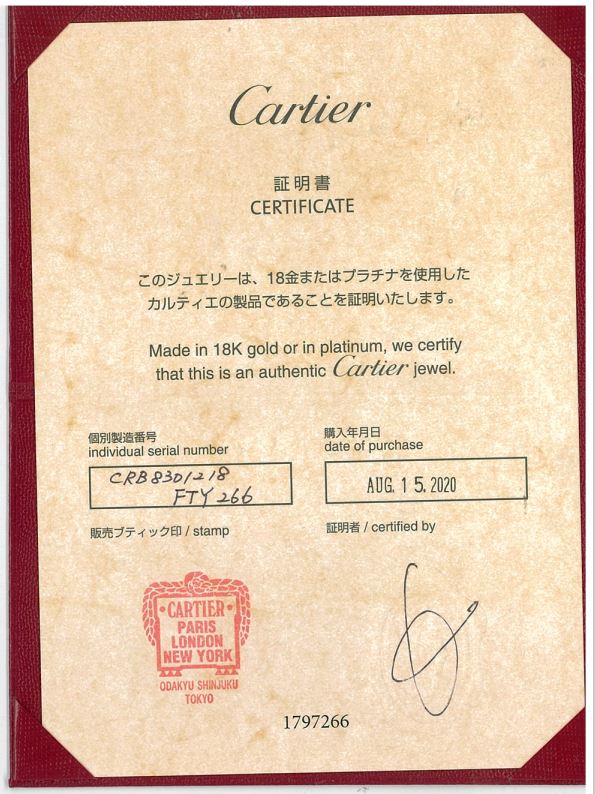 Cartier
証明書
CERTIFICATE
このジュエリーは、18金またはプラチナを使用した
カルティエの製品であることを証明いたします。
Made in 18K gold or in platinum, we certify
that this is an authentic Cartier jewel.
個別製造番号
individual serial number
CRB8301218
FTY266
購入年月日
date of purchase
AUG. 15. 2020
販売ブティック印 / stamp
証明者 / certified by
・CARTIER・
PARIS
LONDON
NEW YORK
ODAKYU SHINJUKU
TOKYO
1797266